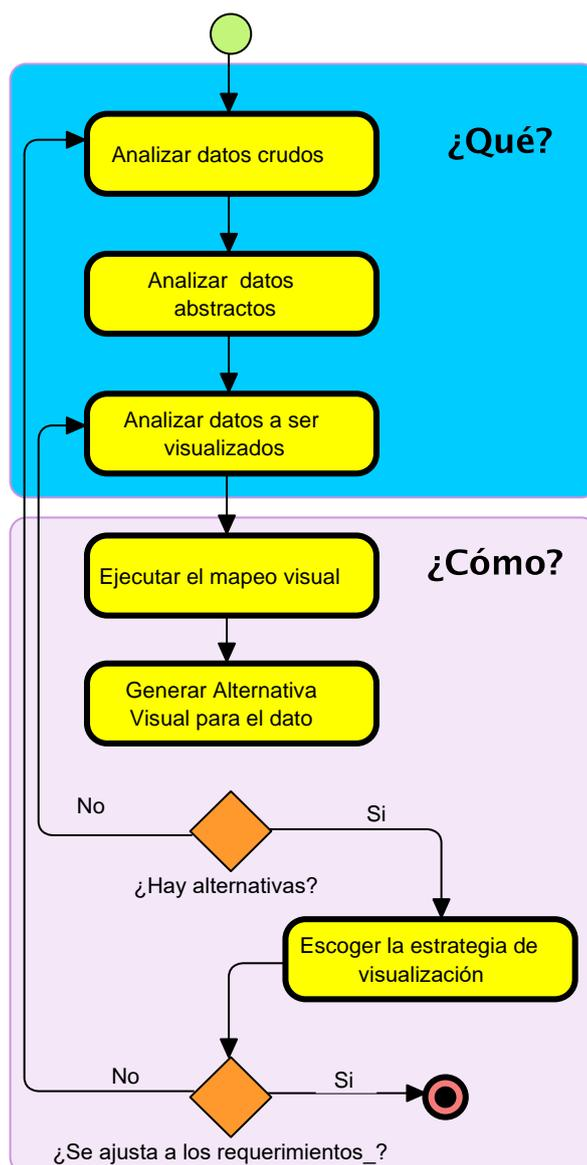 Analizar datos crudos
¿Qué?
Analizar datos
abstractos
Analizar datos a ser
visualizados
Ejecutar el mapeo visual
¿Cómo?
Generar Alternativa
Visual para el dato
No
Si
¿Hay alternativas?
Escoger la estrategia de
visualización
No
Si
¿Se ajusta a los requerimientos_?